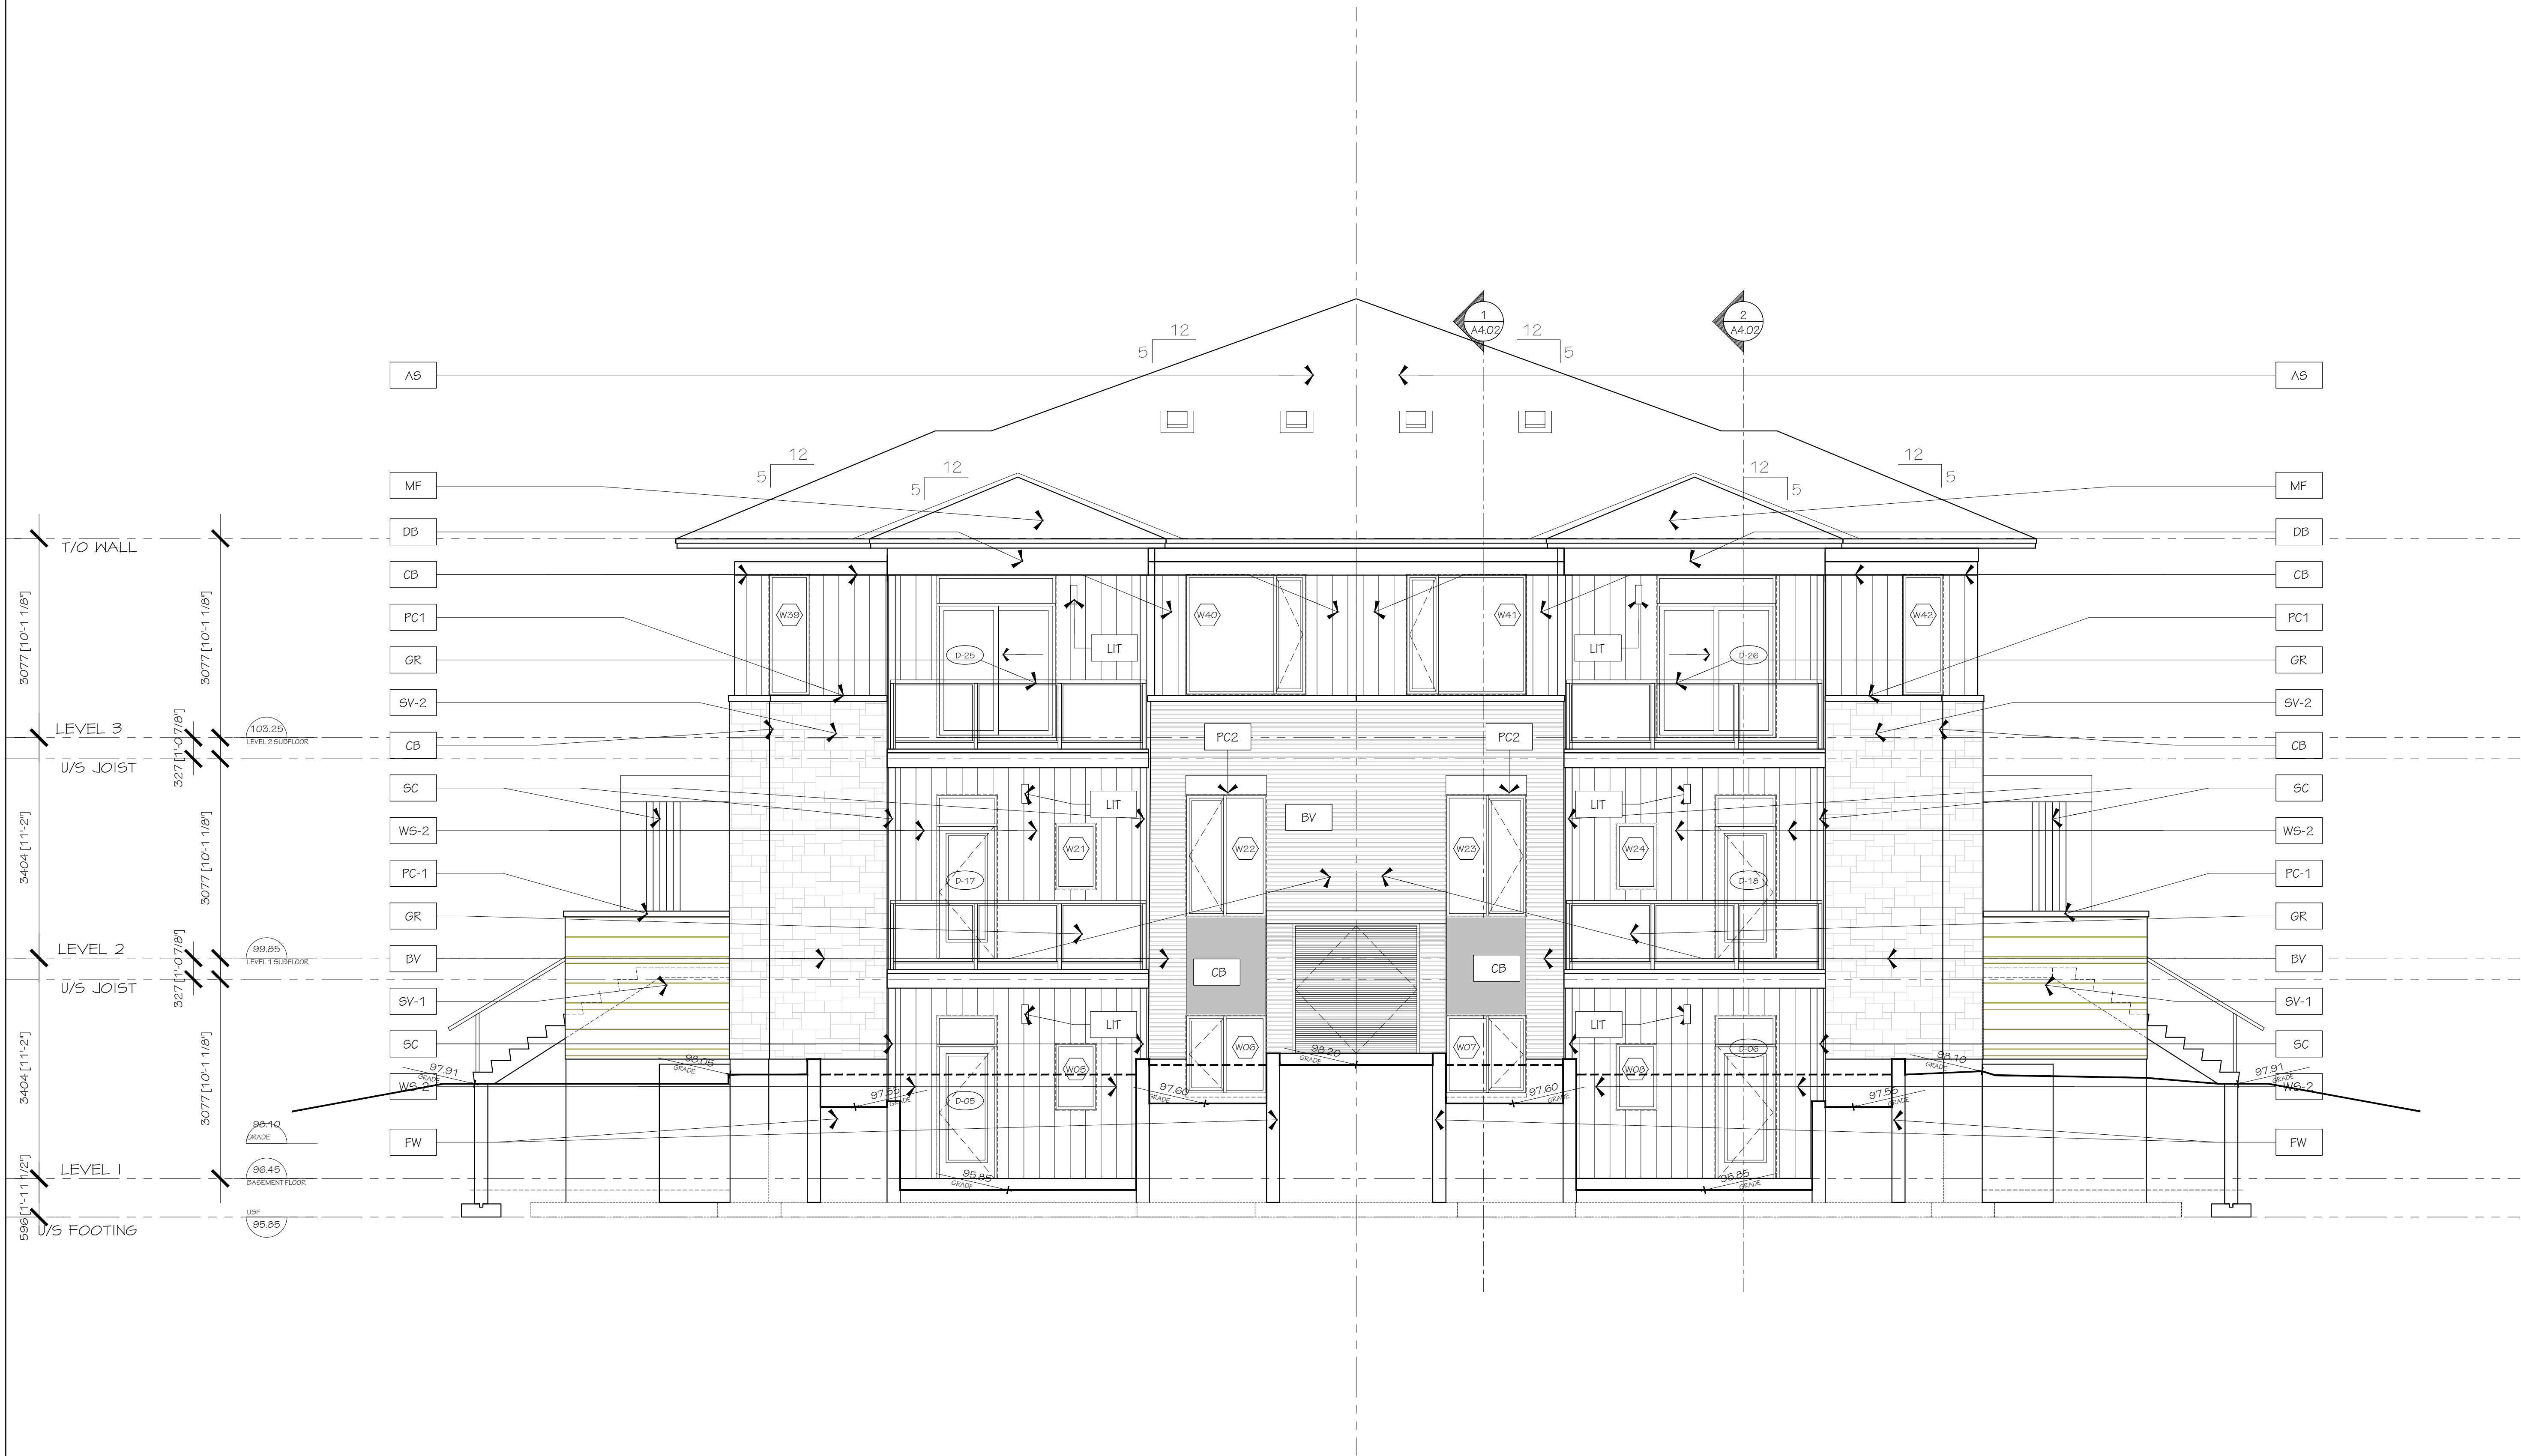 1
A4.02
2
A4.02
12
5
12
5
AS
AS
12
5
12
5
12
5
12
5
MF
MF
DB
DB
T/O WALL
CB
CB
W39
W40
W41
W42
PC1
PC1
LIT
LIT
D-25
D-26
GR
GR
3077 [10'-1 1/8"]
3077 [10'-1 1/8"]
SV-2
SV-2
LEVEL 3
103.25
LEVEL 2 SUBFLOOR
PC2
PC2
CB
CB
327 [1'-0 7/8"]
U/S JOIST
SC
SC
LIT
LIT
BV
WS-2
WS-2
W21
W22
W23
W24
3404 [11'-2"]
3077 [10'-1 1/8"]
PC-1
PC-1
D-17
D-18
GR
GR
LEVEL 2
99.85
LEVEL 1 SUBFLOOR
BV
BV
CB
CB
327 [1'-0 7/8"]
U/S JOIST
SV-1
SV-1
LIT
LIT
SC
SC
W05
W06
W07
W08
98.05
GRADE
98.20
GRADE
98.10
97.91
GRADE
97.91
GRADE
WS-2
WS-2
3404 [11'-2"]
3077 [10'-1 1/8"]
97.55
GRADE
97.60
GRADE
97.60
GRADE
97.55
GRADE
D-05
D-06
98.10
GRADE
FW
FW
LEVEL 1
96.45
BASEMENT FLOOR
95.85
GRADE
95.85
GRADE
596 [1'-11 1/2"]
USF
95.85
U/S FOOTING